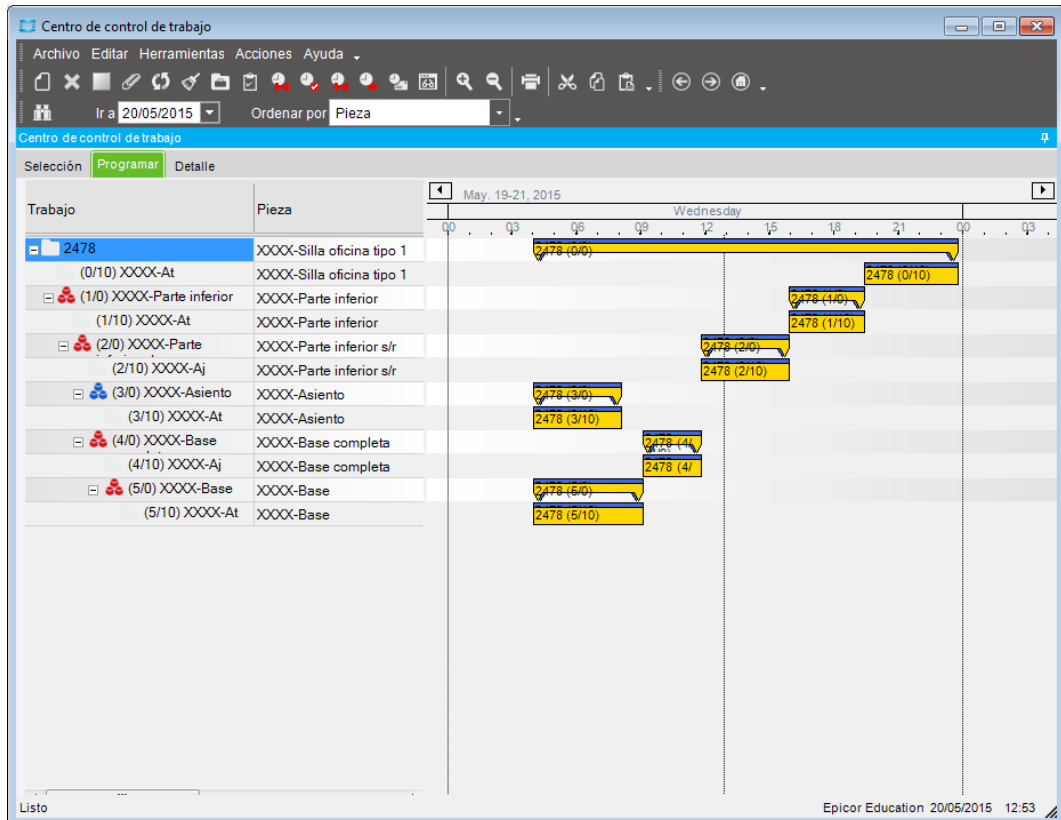 Centro de control de trabajo
Archivo Editar Herramientas Acciones Ayuda
Ir a 20/05/2015 Ordenar por Pieza
Centro de control de trabajo
Selección Programar Detalle
Trabajo Pieza May. 19-21, 2015
Wednesday
00 03 06 09 12 15 18 21 00 03
2478 XXXX-Silla oficina tipo 1 2478 (0/0)
(0/10) XXXX-At XXXX-Silla oficina tipo 1 2478 (0/10)
(1/0) XXXX-Parte inferior XXXX-Parte inferior 2478 (1/0)
(1/10) XXXX-At XXXX-Parte inferior 2478 (1/10)
(2/0) XXXX-Parte XXXX-Parte inferior s/r 2478 (2/0)
(2/10) XXXX-Aj XXXX-Parte inferior s/r 2478 (2/10)
(3/0) XXXX-Asiento XXXX-Asiento 2478 (3/0)
(3/10) XXXX-At XXXX-Asiento 2478 (3/10)
(4/0) XXXX-Base XXXX-Base completa 2478 (4/
(4/10) XXXX-Aj XXXX-Base completa 2478 (4/
(5/0) XXXX-Base XXXX-Base 2478 (5/0)
(5/10) XXXX-At XXXX-Base 2478 (5/10)
Listo Epicor Education 20/05/2015 12:53